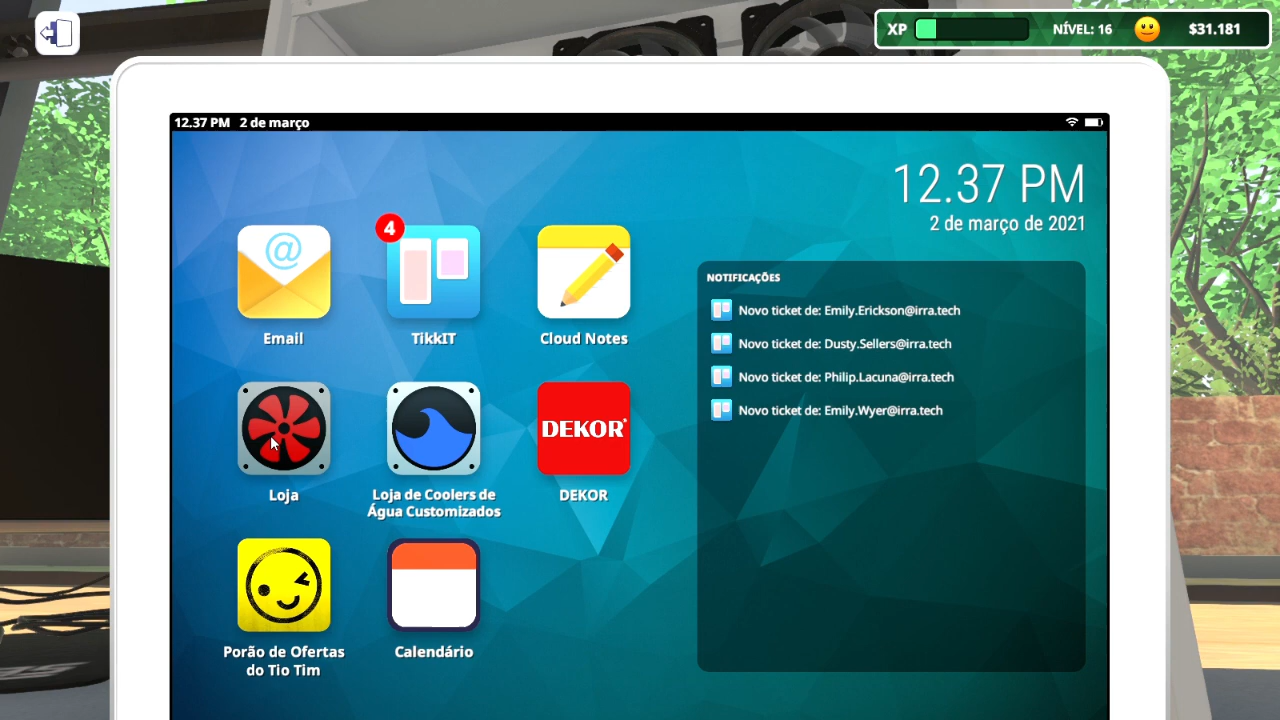 XP
NÍVEL: 16
$31.181
12.37 PM 2 de março
12.37 PM
2 de março de 2021
4
@
Email
TikkIT
Cloud Notes
NOTIFICAÇÕES
Novo ticket de: Emily.Erickson@irra.tech
Novo ticket de: Dusty.Sellers@irra.tech
Novo ticket de: Philip.Lacuna@irra.tech
Novo ticket de: Emily.Wyer@irra.tech
DEKOR
Loja
Loja de Coolers de
Água Customizados
DEKOR
Porão de Ofertas
do Tio Tim
Calendário